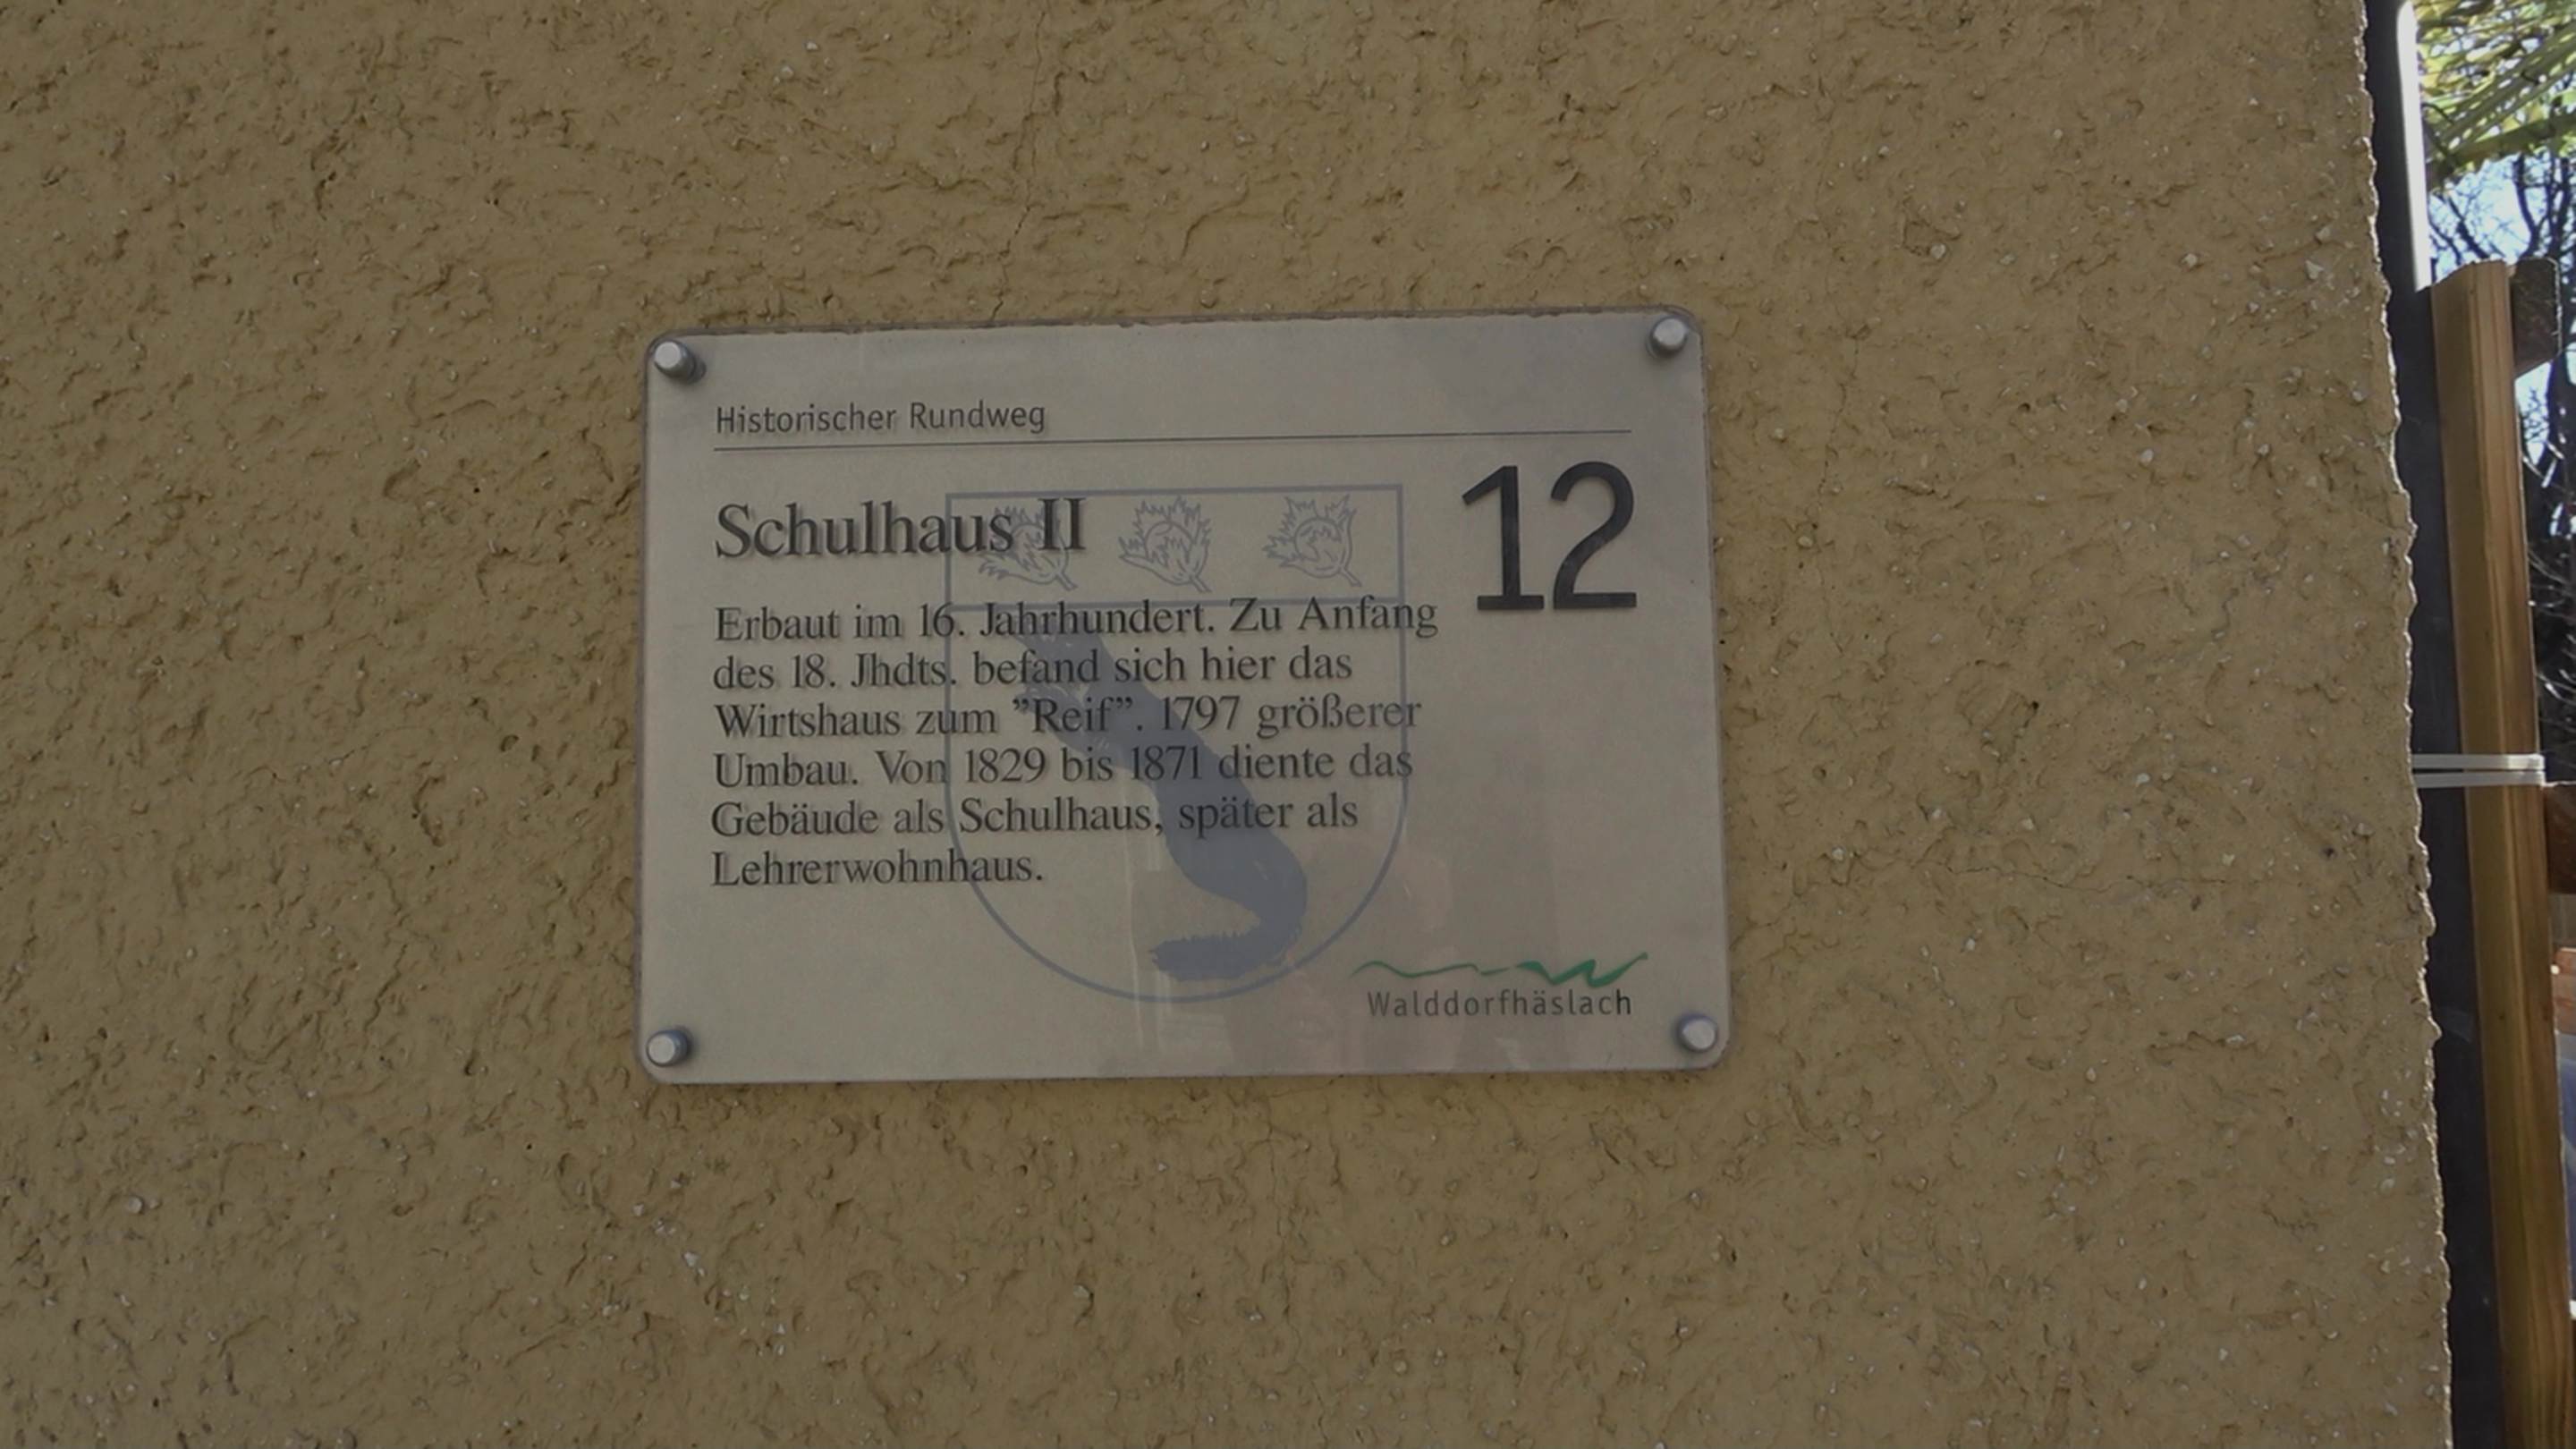 Historischer Rundweg
12
Schulhaus II
Erbaut im 16. Jahrhundert. Zu Anfang
des 18. Jhdts. befand sich hier das
Wirtshaus zum ”Reif”. 1797 größerer
Umbau. Von 1829 bis 1871 diente das
Gebäude als Schulhaus, später als
Lehrerwohnhaus.
Walddorfhäslach